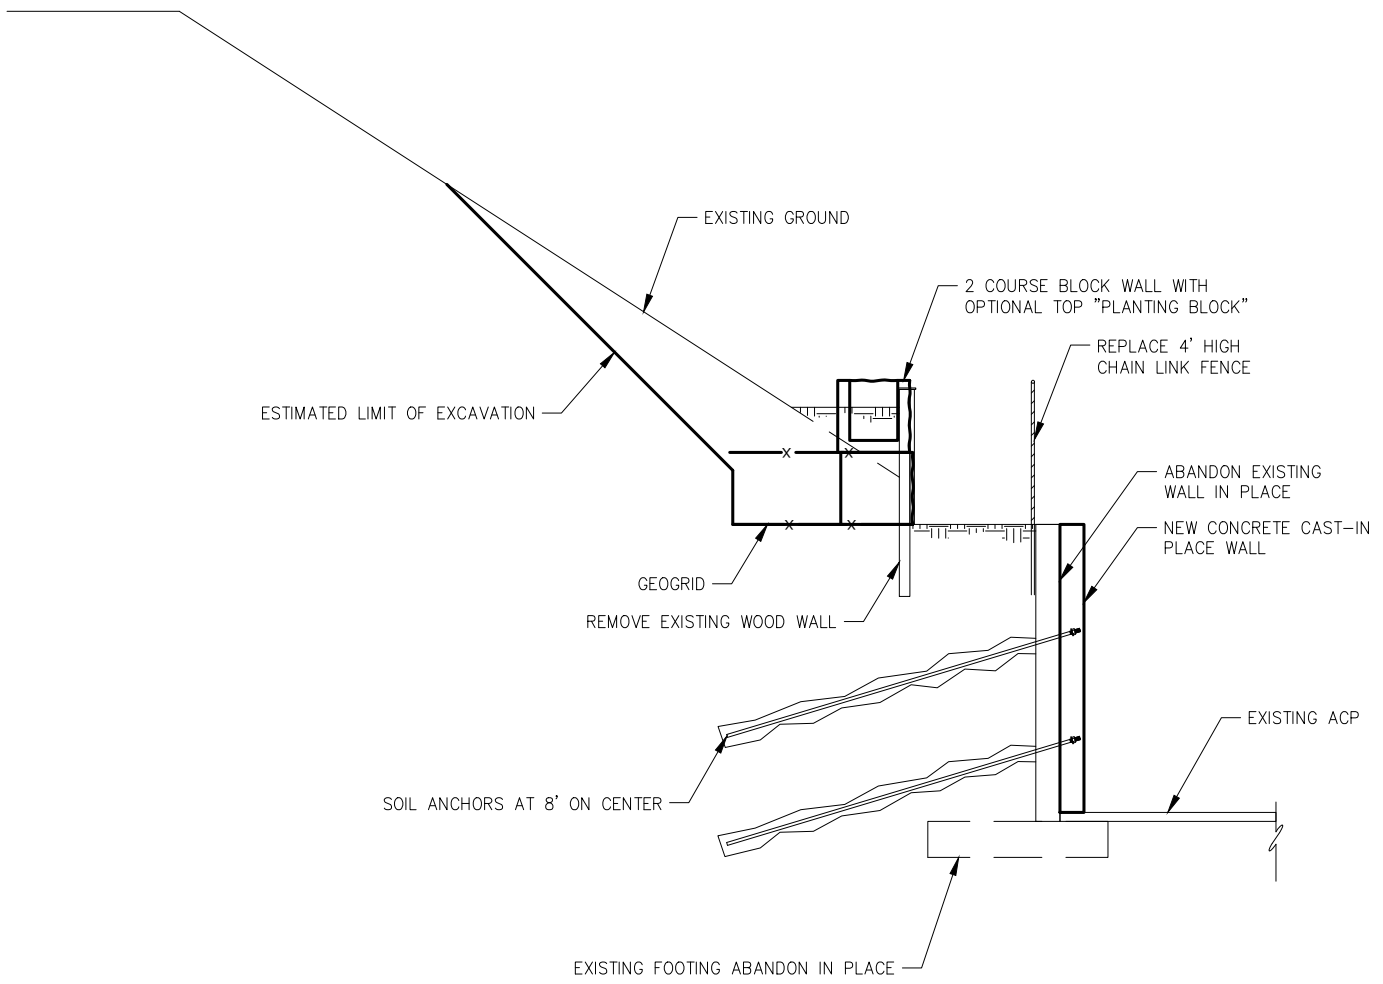 EXISTING GROUND
2 COURSE BLOCK WALL WITH
OPTIONAL TOP "PLANTING BLOCK"
REPLACE 4' HIGH
CHAIN LINK FENCE
ESTIMATED LIMIT OF EXCAVATION
X X
ABANDON EXISTING
WALL IN PLACE
X X
NEW CONCRETE CAST-IN
PLACE WALL
GEOGRID
REMOVE EXISTING WOOD WALL
EXISTING ACP
SOIL ANCHORS AT 8' ON CENTER
EXISTING FOOTING ABANDON IN PLACE